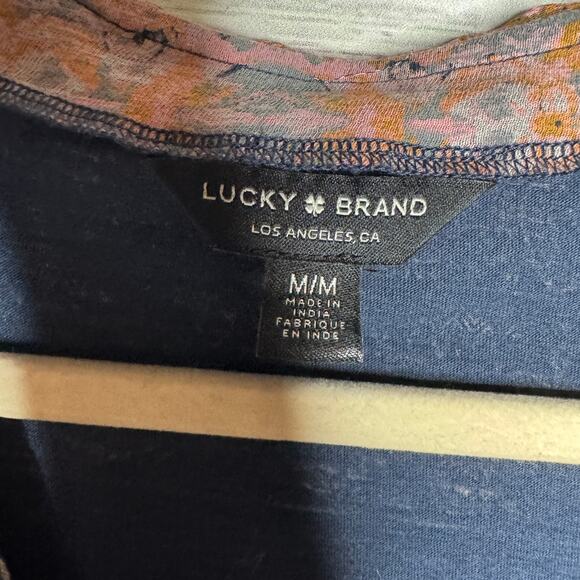 LUCKY BRAND
LOS ANGELES, CA
M/M
MADE IN
INDIA
FABRIQUE
EN INDE